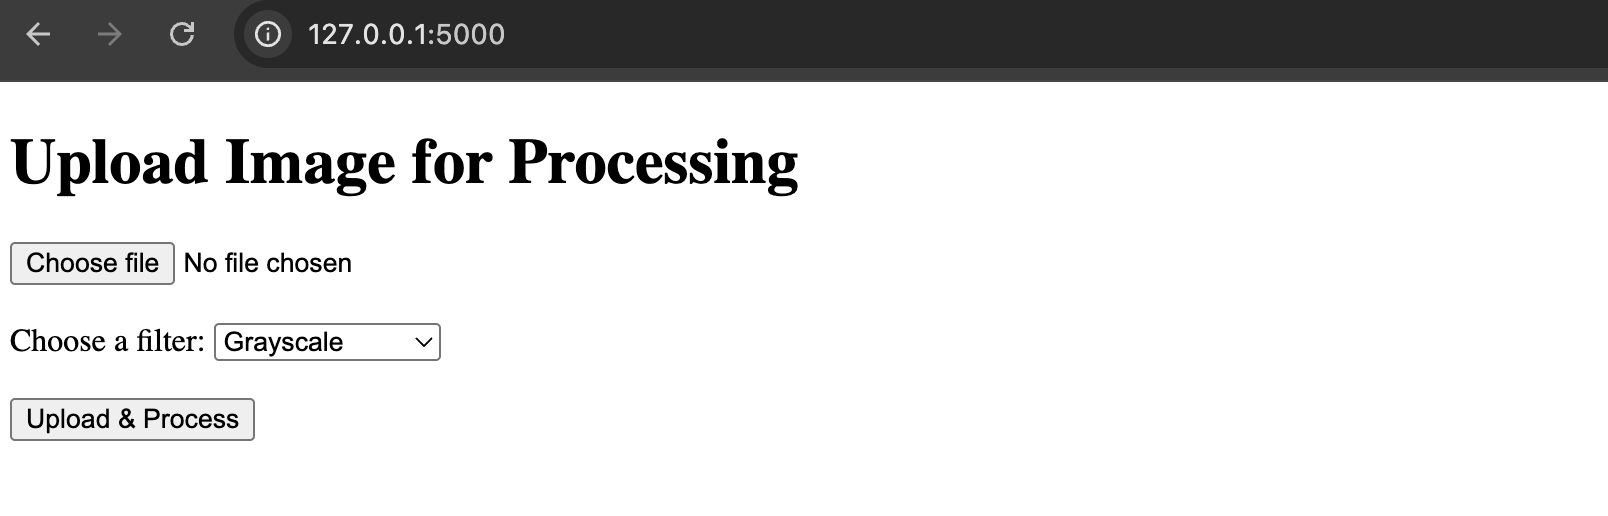 127.0.0.1:5000
Upload Image for Processing
Choose file No file chosen
Choose a filter: Grayscale
Upload & Process